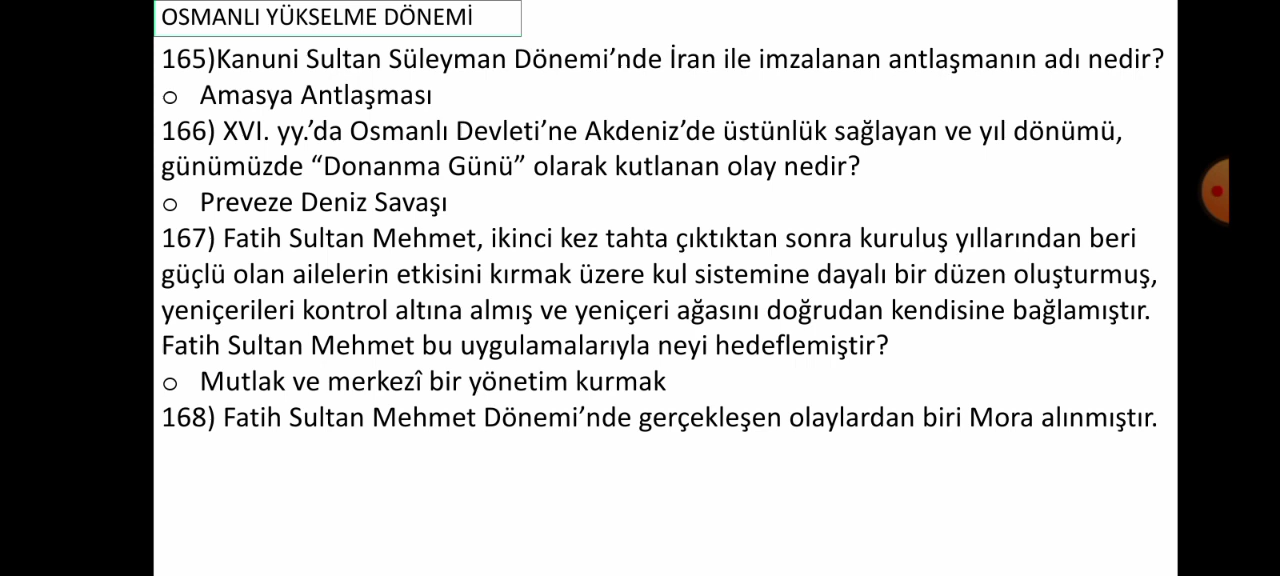 OSMANLI YÜKSELME DÖNEMİ
165)Kanuni Sultan Süleyman Dönemi’nde İran ile imzalanan antlaşmanın adı nedir?
o Amasya Antlaşması
166) XVI. yy.’da Osmanlı Devleti’ne Akdeniz’de üstünlük sağlayan ve yıl dönümü,
günümüzde “Donanma Günü” olarak kutlanan olay nedir?
o Preveze Deniz Savaşı
167) Fatih Sultan Mehmet, ikinci kez tahta çıktıktan sonra kuruluş yıllarından beri
güçlü olan ailelerin etkisini kırmak üzere kul sistemine dayalı bir düzen oluşturmuş,
yeniçerileri kontrol altına almış ve yeniçeri ağasını doğrudan kendisine bağlamıştır.
Fatih Sultan Mehmet bu uygulamalarıyla neyi hedeflemiştir?
o Mutlak ve merkezî bir yönetim kurmak
168) Fatih Sultan Mehmet Dönemi’nde gerçekleşen olaylardan biri Mora alınmıştır.